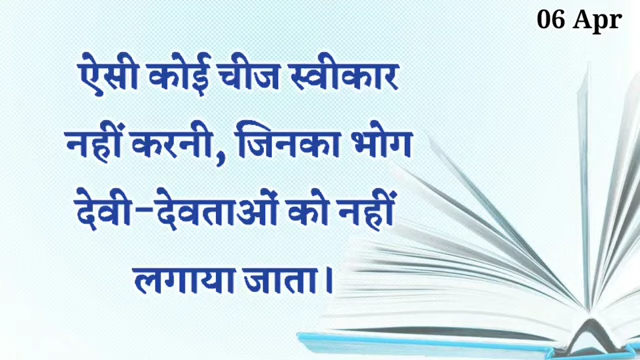 06 Apr
ऐसी कोई चीज स्वीकार
नहीं करनी, जिनका भोग
देवी-देवताओं को नहीं
लगाया जाता।